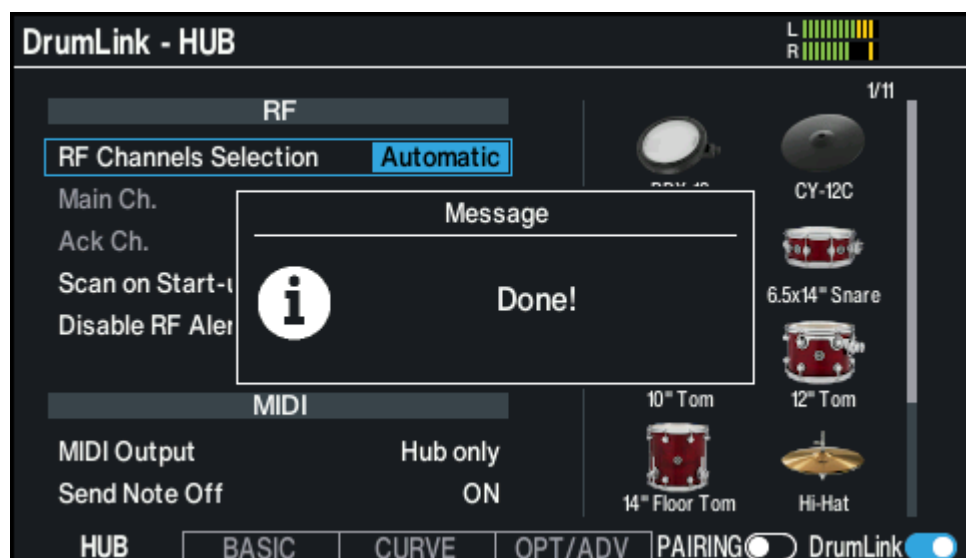 DrumLink - HUB
L
R
1/11
RF
RF Channels Selection Automatic
Main Ch.
Ack Ch.
Scan on Start-
Disable RF Aler
Message
Done!
CY-12C
6.5x14" Snare
10" Tom
12" Tom
MIDI
MIDI Output Hub only
Send Note Off ON
14" Floor Tom
Hi-Hat
HUB BASIC CURVE OPT/ADV PAIRING DrumLink